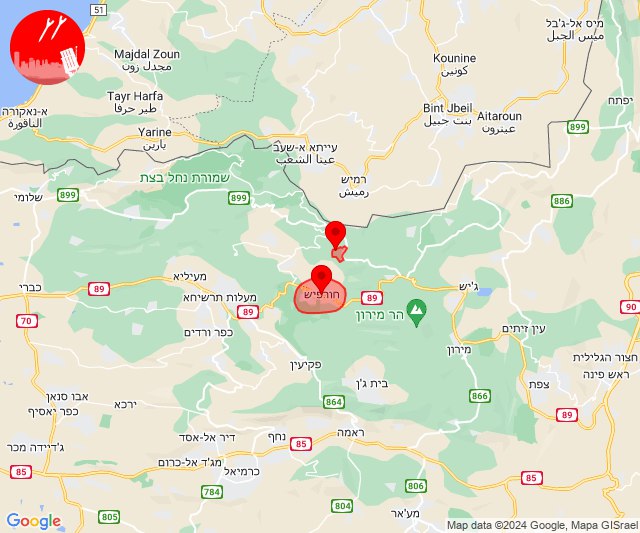 51
מיס אל-ג'בל
ميس الجبل
Majdal Zoun
מג'דל זון
Kounine
كونين
יפתח
Tayr Harfa
طير حرفا
Bint Jbeil
بنت جبيل
Aitaroun
عيترون
א-נאקורה
الناقورة
Yarine
يارين
899
עייתא א-שעב
عيتا الشعب
רמיש
رميش
שמורת נחל בצת
שלומי
899
899
886
מעיליא
ג'יש
כברי
89
מעלות תרשיחא
חורפיש
89
89
הר מירון
90
70
כפר ורדים
עין זיתים
מירון
חצור הגלילית
ראש פינה
פקיעין
בית ג'ן
צפת
אבו סנאן
כפר יאסיף
ירכא
864
866
89
דיר אל-אסד
נחף
ראמה
ג'דיידה מכר
85
מג'ד אל-כרום
85
כרמיאל
85
784
806
804
805
מע'אר
Google
Map data ©2024 Google, Mapa GISrael